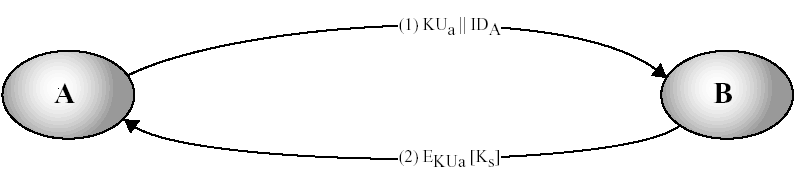 (1) KUa || IDA
A
B
(2) EKUa [Ks]